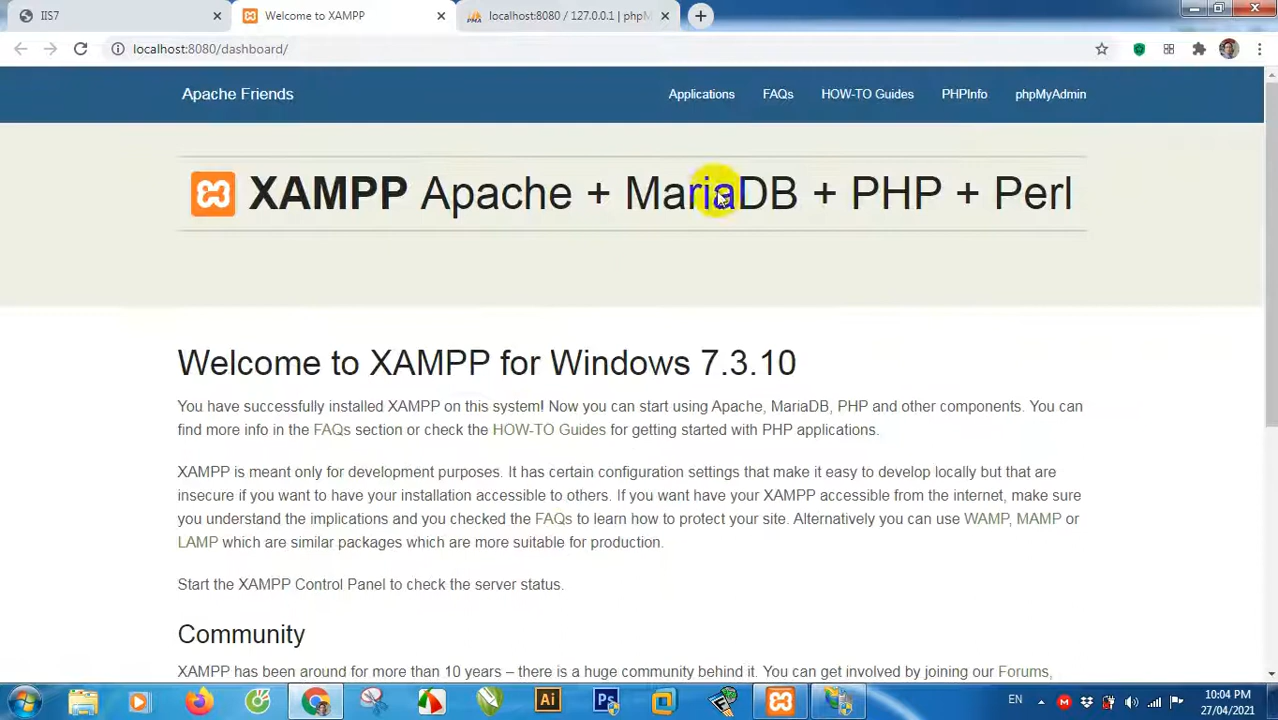 IIS7
Welcome to XAMPP
localhost:8080 / 127.0.0.1 | phpM
localhost:8080/dashboard/
Apache Friends
Applications
FAQs
HOW-TO Guides
PHPInfo
phpMyAdmin
XAMPP Apache + MariaDB + PHP + Perl
Welcome to XAMPP for Windows 7.3.10
You have successfully installed XAMPP on this system! Now you can start using Apache, MariaDB, PHP and other components. You can
find more info in the FAQs section or check the HOW-TO Guides for getting started with PHP applications.
XAMPP is meant only for development purposes. It has certain configuration settings that make it easy to develop locally but that are
insecure if you want to have your installation accessible to others. If you want have your XAMPP accessible from the internet, make sure
you understand the implications and you checked the FAQs to learn how to protect your site. Alternatively you can use WAMP, MAMP or
LAMP which are similar packages which are more suitable for production.
Start the XAMPP Control Panel to check the server status.
Community
XAMPP has been around for more than 10 years – there is a huge community behind it. You can get involved by joining our Forums,
Ai
Ps
EN
10:04 PM
27/04/2021